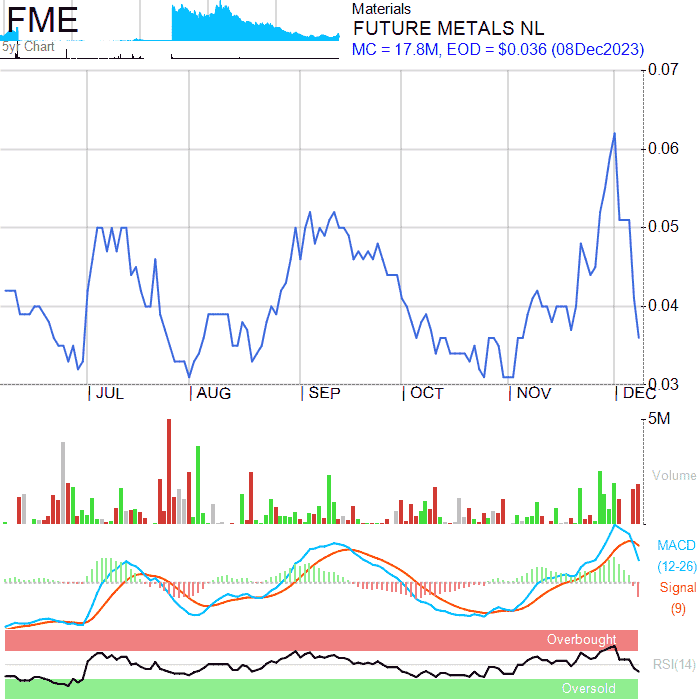 FME
5yr Chart
Materials
FUTURE METALS NL
MC = 17.8M, EOD = $0.036 (08Dec2023)
0.07
0.06
0.05
0.04
0.03
JUL
AUG
SEP
OCT
NOV
DEC
5M
Volume
MACD
(12-26)
Signal
(9)
Overbought
RSI(14)
Oversold